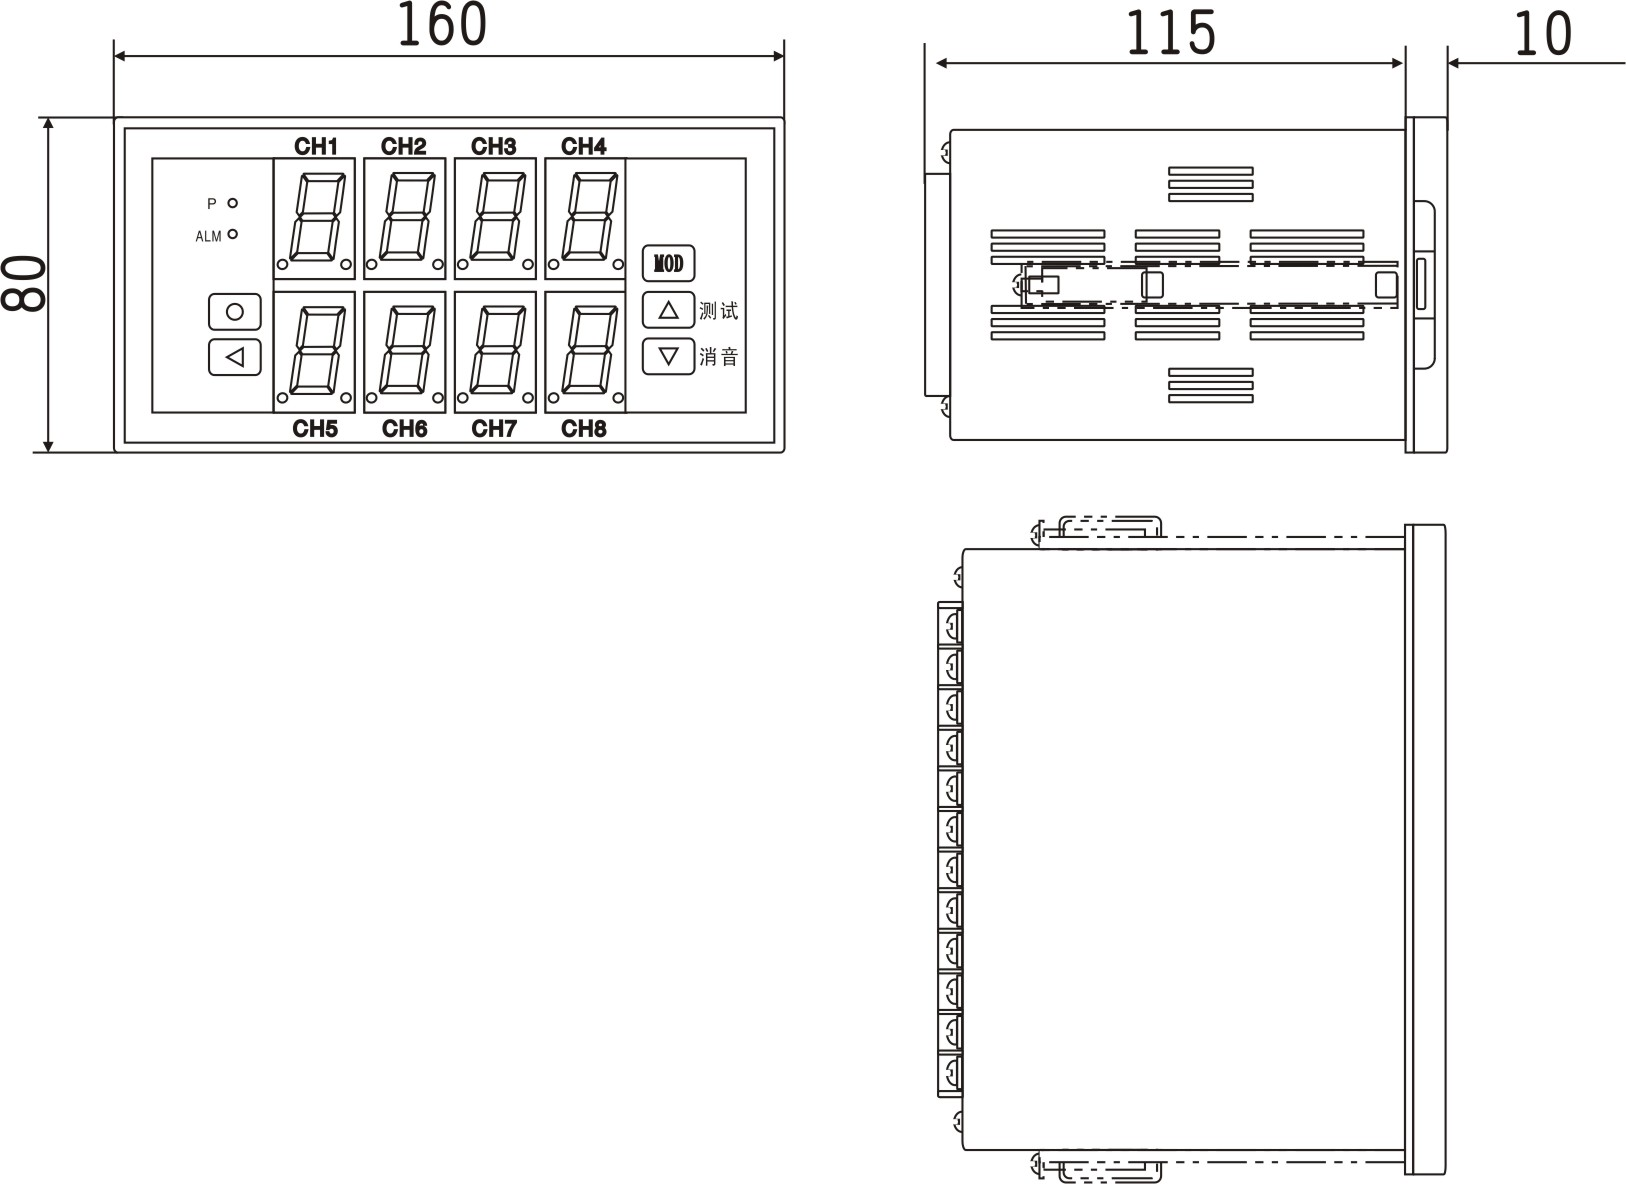 160
115
10
80
CH1 CH2 CH3 CH4
P
ALM
MOD
测试
消音
CH5 CH6 CH7 CH8